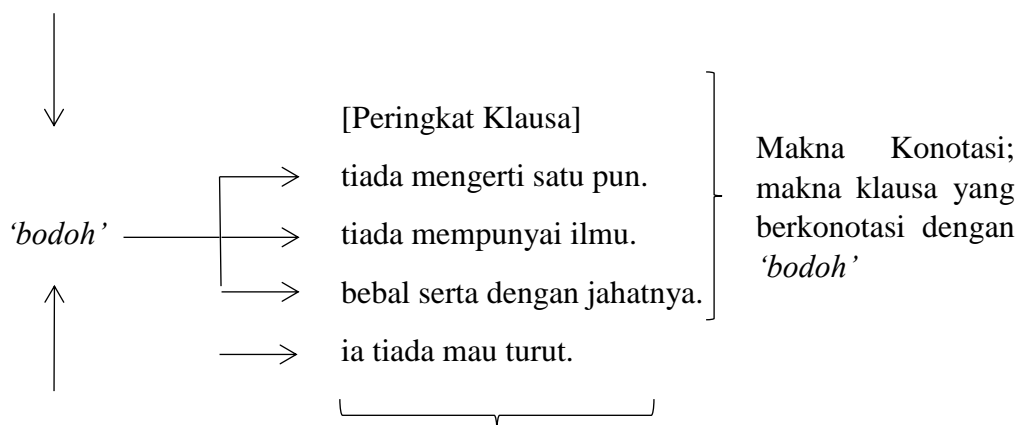 [Peringkat Klausa]
tiada mengerti satu pun.
tiada mempunyai ilmu.
‘bodoh’
bebal serta dengan jahatnya.
ia tiada mau turut.
Makna Konotasi;
makna klausa yang
berkonotasi dengan
‘bodoh’